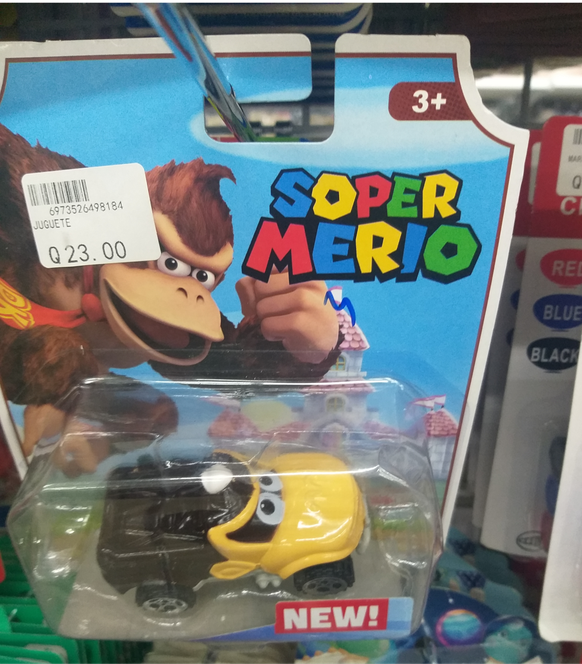 3+
6973526498184
JUGUETE
Q 23.00
SOPER
MERIO
NEW!
RED
BLUE
BLACK